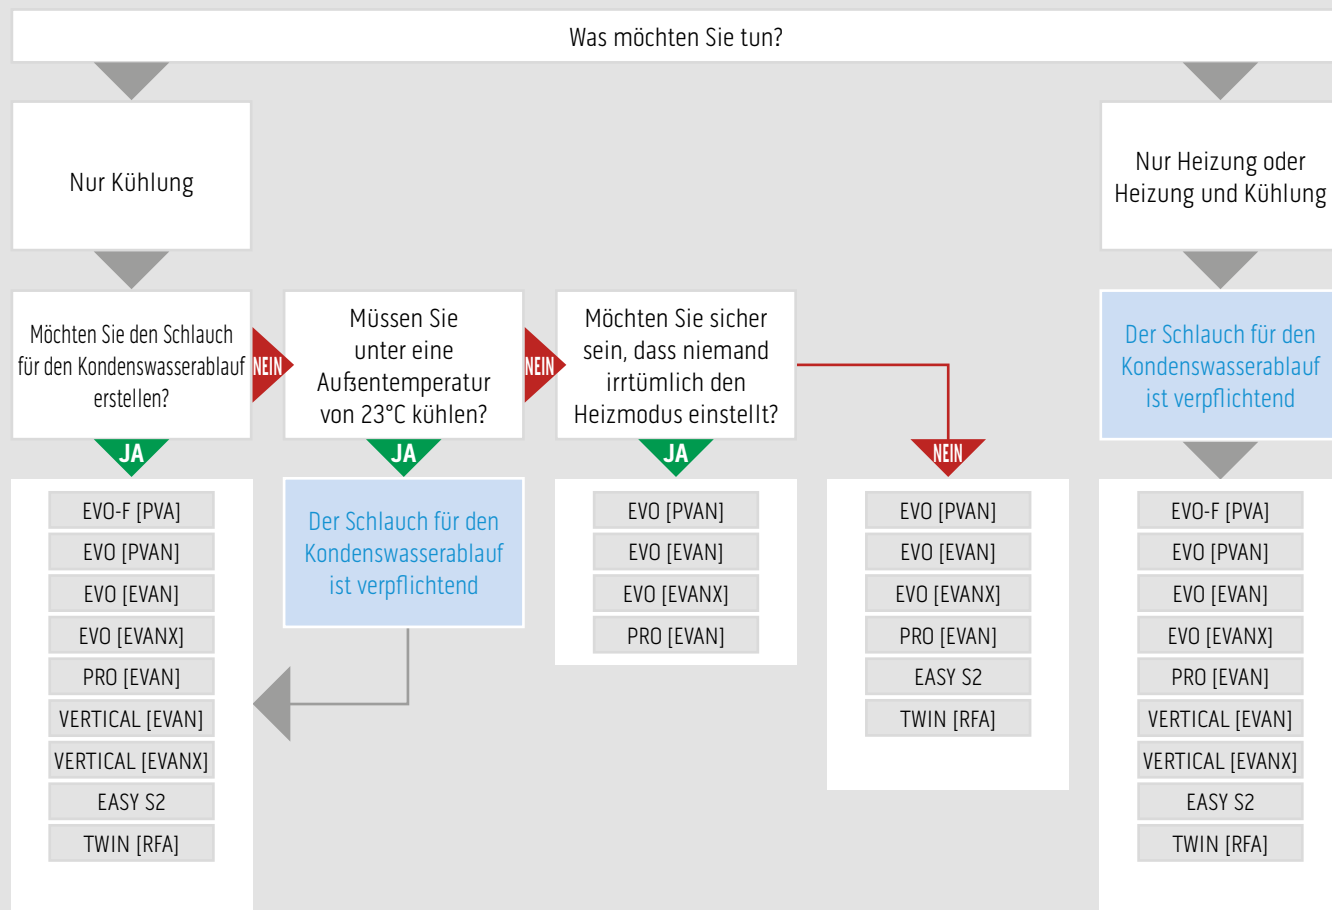 Was möchten Sie tun?
Nur Kühlung
Nur Heizung oder
Heizung und Kühlung
Möchten Sie den Schlauch
für den Kondenswasserablauf
erstellen?
NEIN
Müssen Sie
unter eine
Außentemperatur
von 23°C kühlen?
NEIN
Möchten Sie sicher
sein, dass niemand
irrtümlich den
Heizmodus einstellt?
Der Schlauch für den
Kondenswasserablauf
ist verpflichtend
JA
JA
JA
NEIN
EVO-F [PVA]
EVO [PVAN]
EVO [EVAN]
EVO [EVANX]
PRO [EVAN]
VERTICAL [EVAN]
VERTICAL [EVANX]
EASY S2
TWIN [RFA]
Der Schlauch für den
Kondenswasserablauf
ist verpflichtend
EVO [PVAN]
EVO [EVAN]
EVO [EVANX]
PRO [EVAN]
EVO [PVAN]
EVO [EVAN]
EVO [EVANX]
PRO [EVAN]
EASY S2
TWIN [RFA]
EVO-F [PVA]
EVO [PVAN]
EVO [EVAN]
EVO [EVANX]
PRO [EVAN]
VERTICAL [EVAN]
VERTICAL [EVANX]
EASY S2
TWIN [RFA]